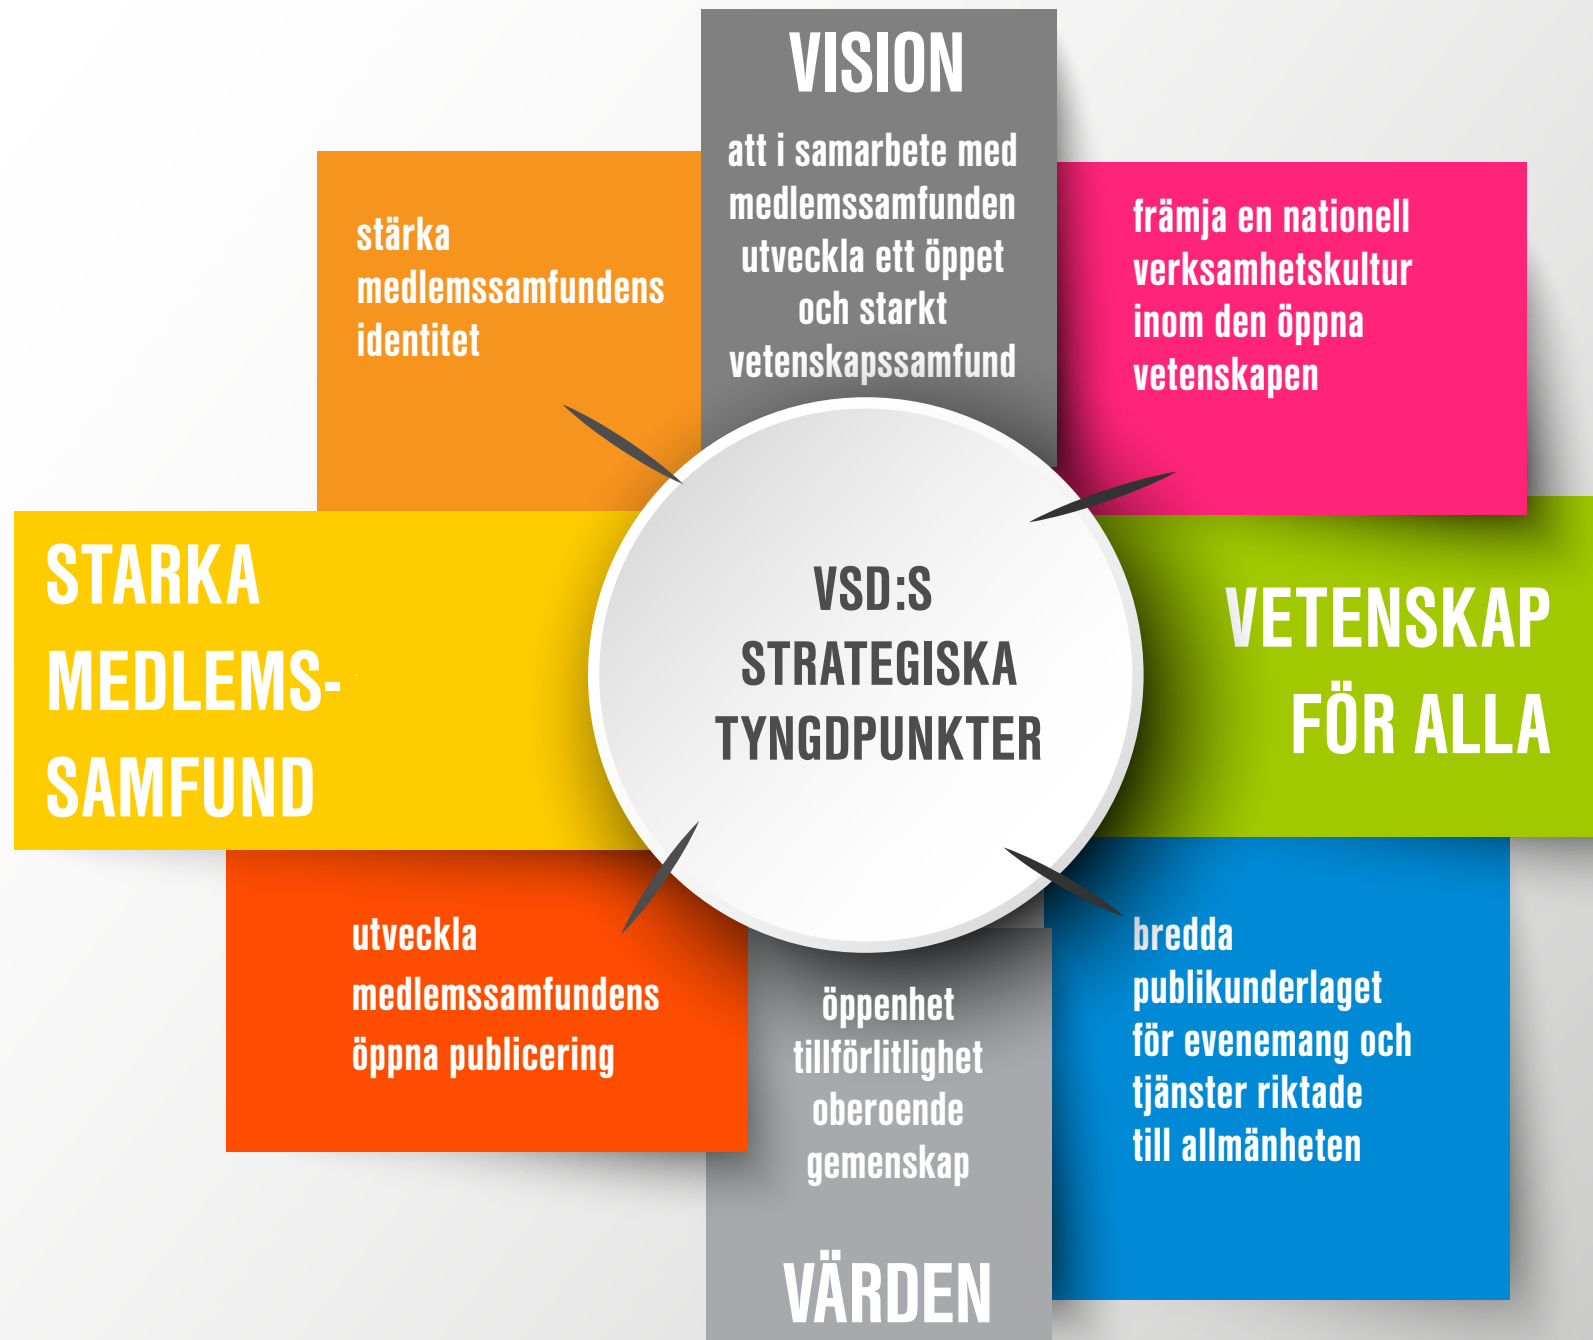 VISION
att i samarbete med
medlemssamfunden
utveckla ett öppet
och starkt
vetenskapssamfund
stärka
medlemssamfundens
identitet
främja en nationell
verksamhetskultur
inom den öppna
vetenskapen
STARKA
MEDLEMS-
SAMFUND
VSD:S
STRATEGISKA
TYNGDPUNKTER
VETENSKAP
FÖR ALLA
utveckla
medlemssamfundens
öppna publicering
öppenhet
tillförlitlighet
oberoende
gemenskap
VÄRDEN
bredda
publikunderlaget
för evenemang och
tjänster riktade
till allmänheten